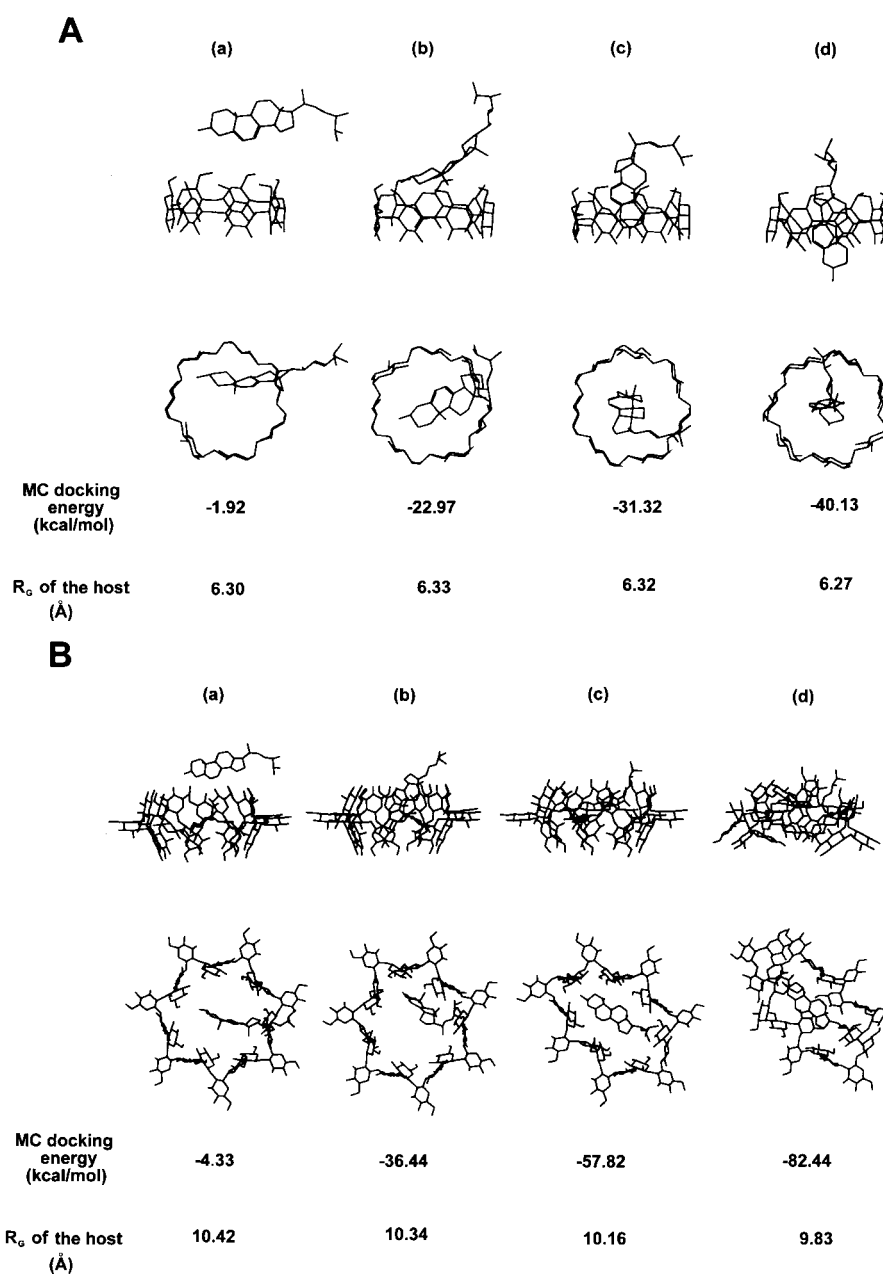 A
(a) (b) (c) (d)
MC docking
energy
(kcal/mol)
-1.92 -22.97 -31.32 -40.13
RG of the host
(Å)
6.30 6.33 6.32 6.27
B
(a) (b) (c) (d)
MC docking
energy
(kcal/mol)
-4.33 -36.44 -57.82 -82.44
RG of the host
(Å)
10.42 10.34 10.16 9.83